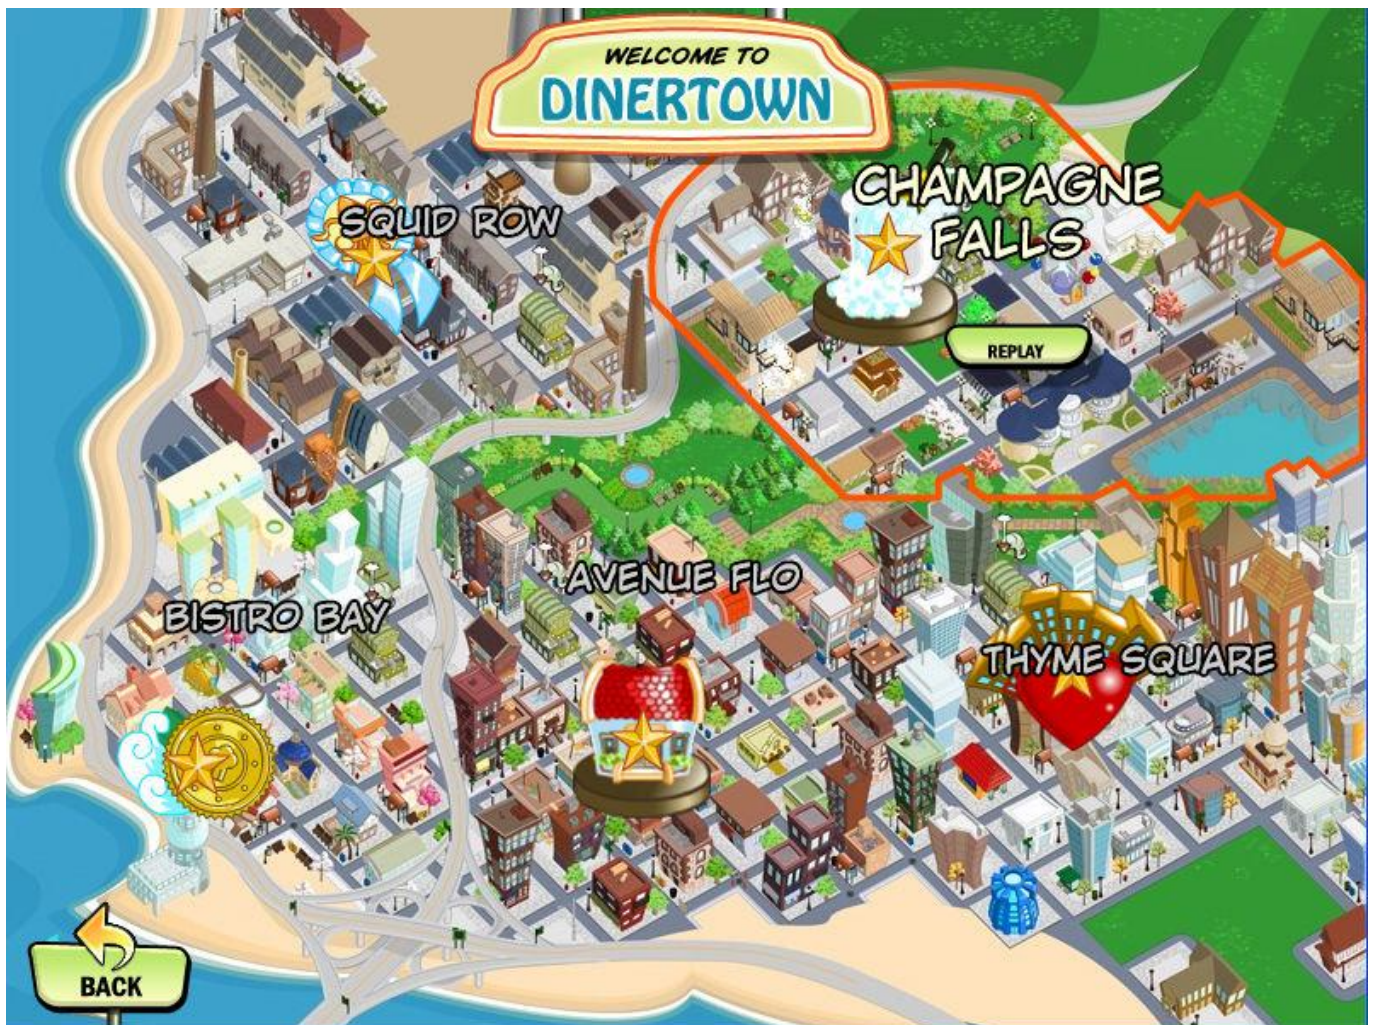 WELCOME TO
DINERTOWN
SQUID ROW
CHAMPAGNE
FALLS
REPLAY
AVENUE FLO
BISTRO BAY
THYME SQUARE
BACK